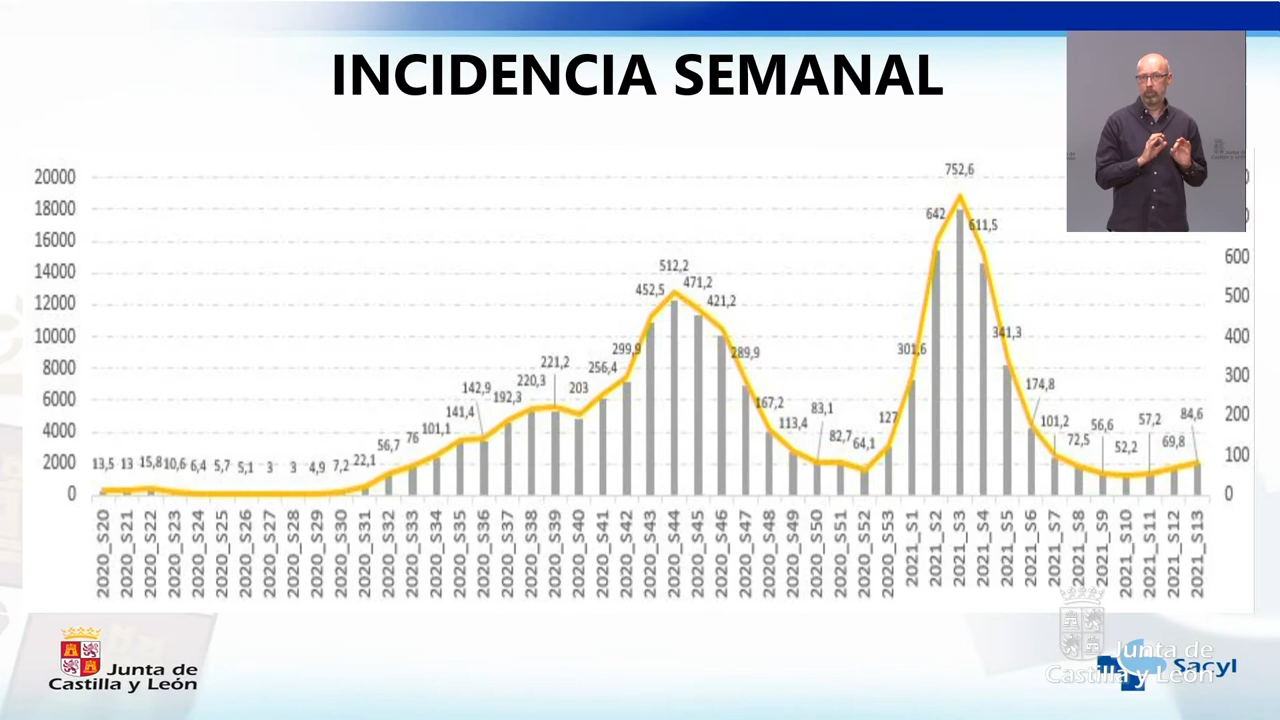 INCIDENCIA SEMANAL
20000
18000
16000
14000
12000
10000
8000
6000
4000
2000
0
600
500
400
300
200
100
0
13,5 13 15,8 10,6 6,4 5,7 5,1 3 3 4,9 7,2 22,1 56,7 76 101,1 141,4 142,9 192,3 220,3 221,2 203 256,4 299,9 452,5 512,2 471,2 421,2 289,9 167,2 113,4 83,1 82,7 64,1 127 301,6 642 752,6 611,5 341,3 174,8 101,2 72,5 56,6 52,2 57,2 69,8 84,6
2020_S20
2020_S21
2020_S22
2020_S23
2020_S24
2020_S25
2020_S26
2020_S27
2020_S28
2020_S29
2020_S30
2020_S31
2020_S32
2020_S33
2020_S34
2020_S35
2020_S36
2020_S37
2020_S38
2020_S39
2020_S40
2020_S41
2020_S42
2020_S43
2020_S44
2020_S45
2020_S46
2020_S47
2020_S48
2020_S49
2020_S50
2020_S51
2020_S52
2020_S53
2021_S1
2021_S2
2021_S3
2021_S4
2021_S5
2021_S6
2021_S7
2021_S8
2021_S9
2021_S10
2021_S11
2021_S12
2021_S13
Junta de
Castilla y León
Junta de
Castilla y León
Sacyl